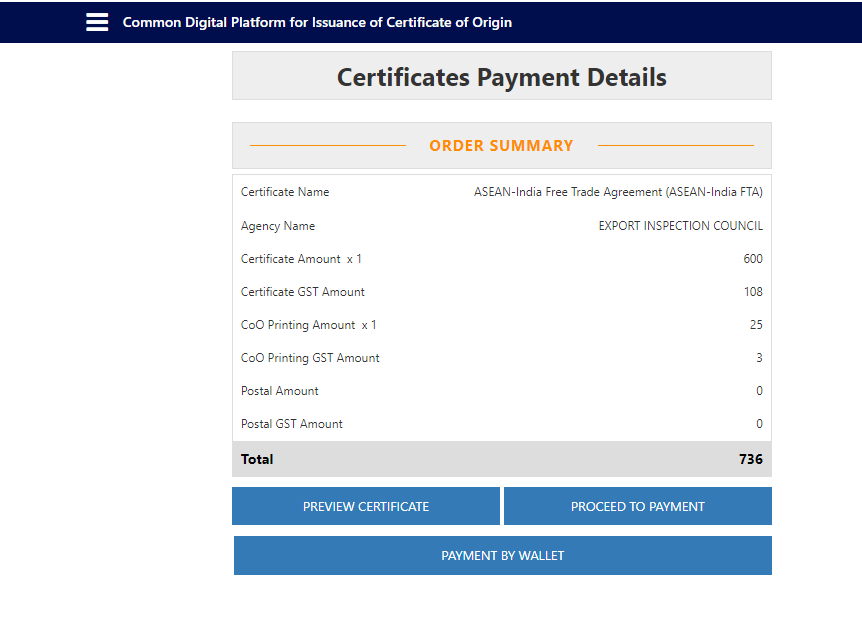 Common Digital Platform for Issuance of Certificate of Origin
Certificates Payment Details
ORDER SUMMARY
Certificate Name ASEAN-India Free Trade Agreement (ASEAN-India FTA)
Agency Name EXPORT INSPECTION COUNCIL
Certificate Amount x 1 600
Certificate GST Amount 108
CoO Printing Amount x 1 25
CoO Printing GST Amount 3
Postal Amount 0
Postal GST Amount 0
Total 736
PREVIEW CERTIFICATE PROCEED TO PAYMENT
PAYMENT BY WALLET